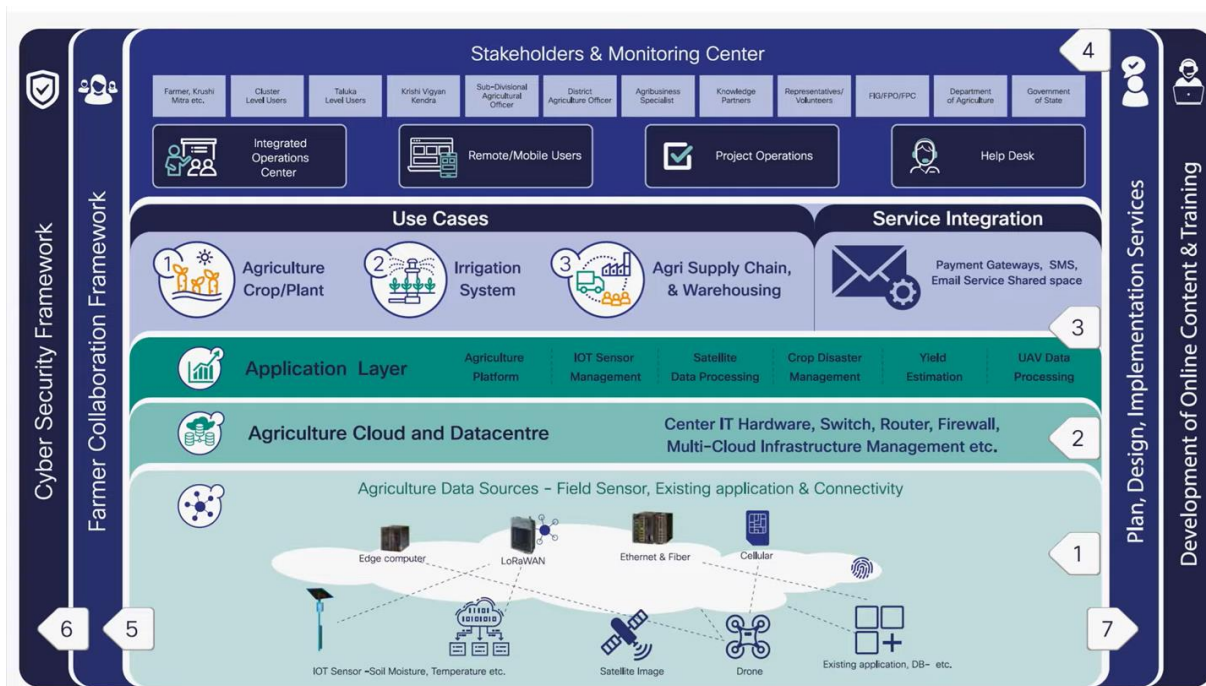 Stakeholders & Monitoring Center
4
Farmer, Krushi
Mitra etc.
Cluster
Level Users
Taluka
Level Users
Krishi Vigyan
Kendra
Sub-Divisional
Agricultural
Officer
District
Agriculture Officer
Agribusiness
Specialist
Knowledge
Partners
Representatives/
Volunteers
FIG/FPO/FPC
Department
of Agriculture
Government
of State
Integrated
Operations
Center
Remote/Mobile Users
Project Operations
Help Desk
Use Cases
Service Integration
1
Agriculture
Crop/Plant
2
Irrigation
System
3
Agri Supply Chain,
& Warehousing
Payment Gateways, SMS,
Email Service Shared space
3
Application Layer
Agriculture
Platform
IOT Sensor
Management
Satellite
Data Processing
Crop Disaster
Management
Yield
Estimation
UAV Data
Processing
Agriculture Cloud and Datacentre
Center IT Hardware, Switch, Router, Firewall,
Multi-Cloud Infrastructure Management etc.
2
Agriculture Data Sources - Field Sensor, Existing application & Connectivity
Edge computer
LoRaWAN
Ethernet & Fiber
Cellular
1
11101
01010101
IOT Sensor -Soil Moisture, Temperature etc.
Satellite Image
Drone
Existing application, DB- etc.
Cyber Security Framework
6
Farmer Collaboration Framework
5
Plan, Design, Implementation Services
7
Development of Online Content & Training